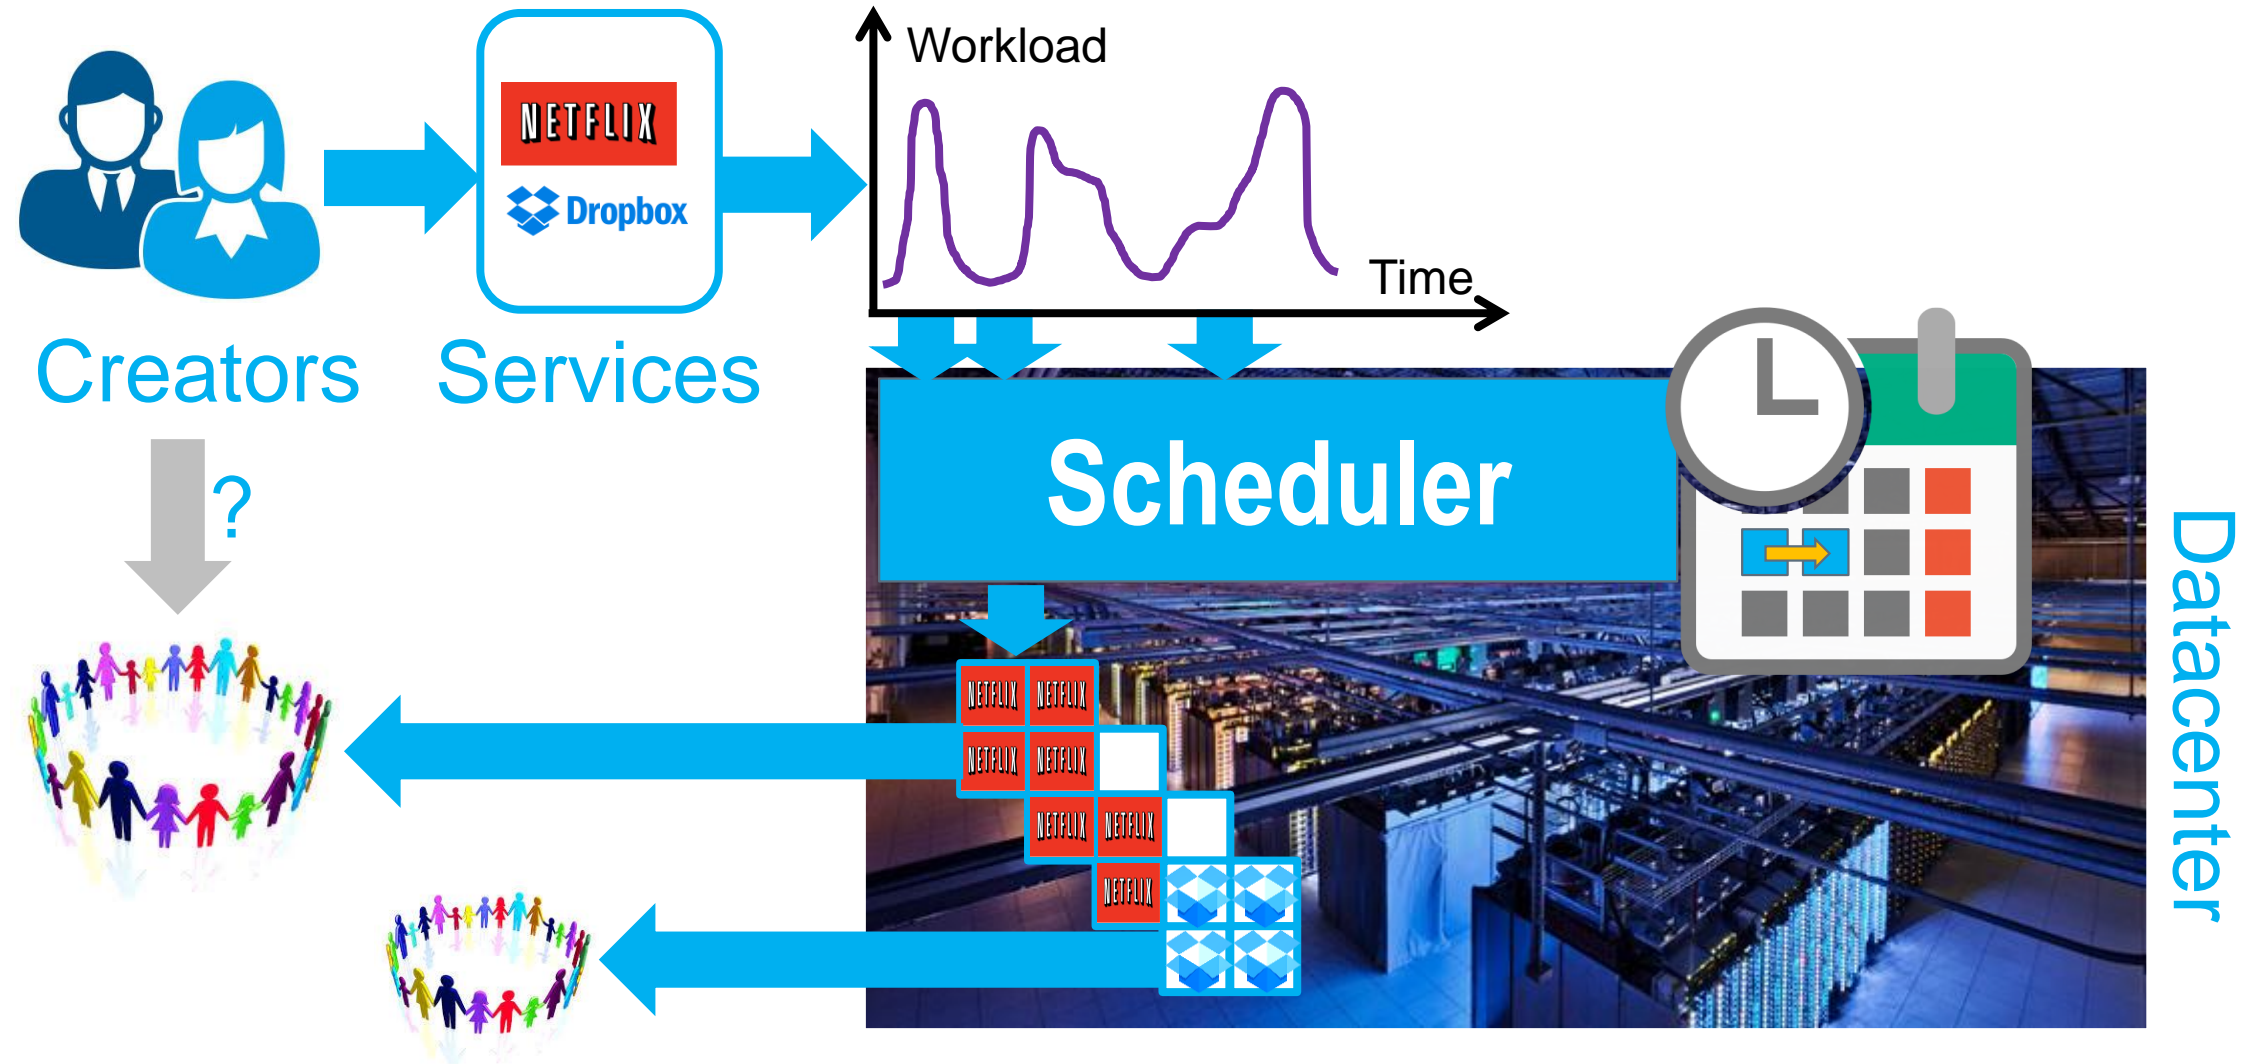 Workload
NETFLIX
Dropbox
Time
Creators
Services
Scheduler
?
Datacenter
NETFLIX NETFLIX
NETFLIX NETFLIX
NETFLIX NETFLIX
NETFLIX